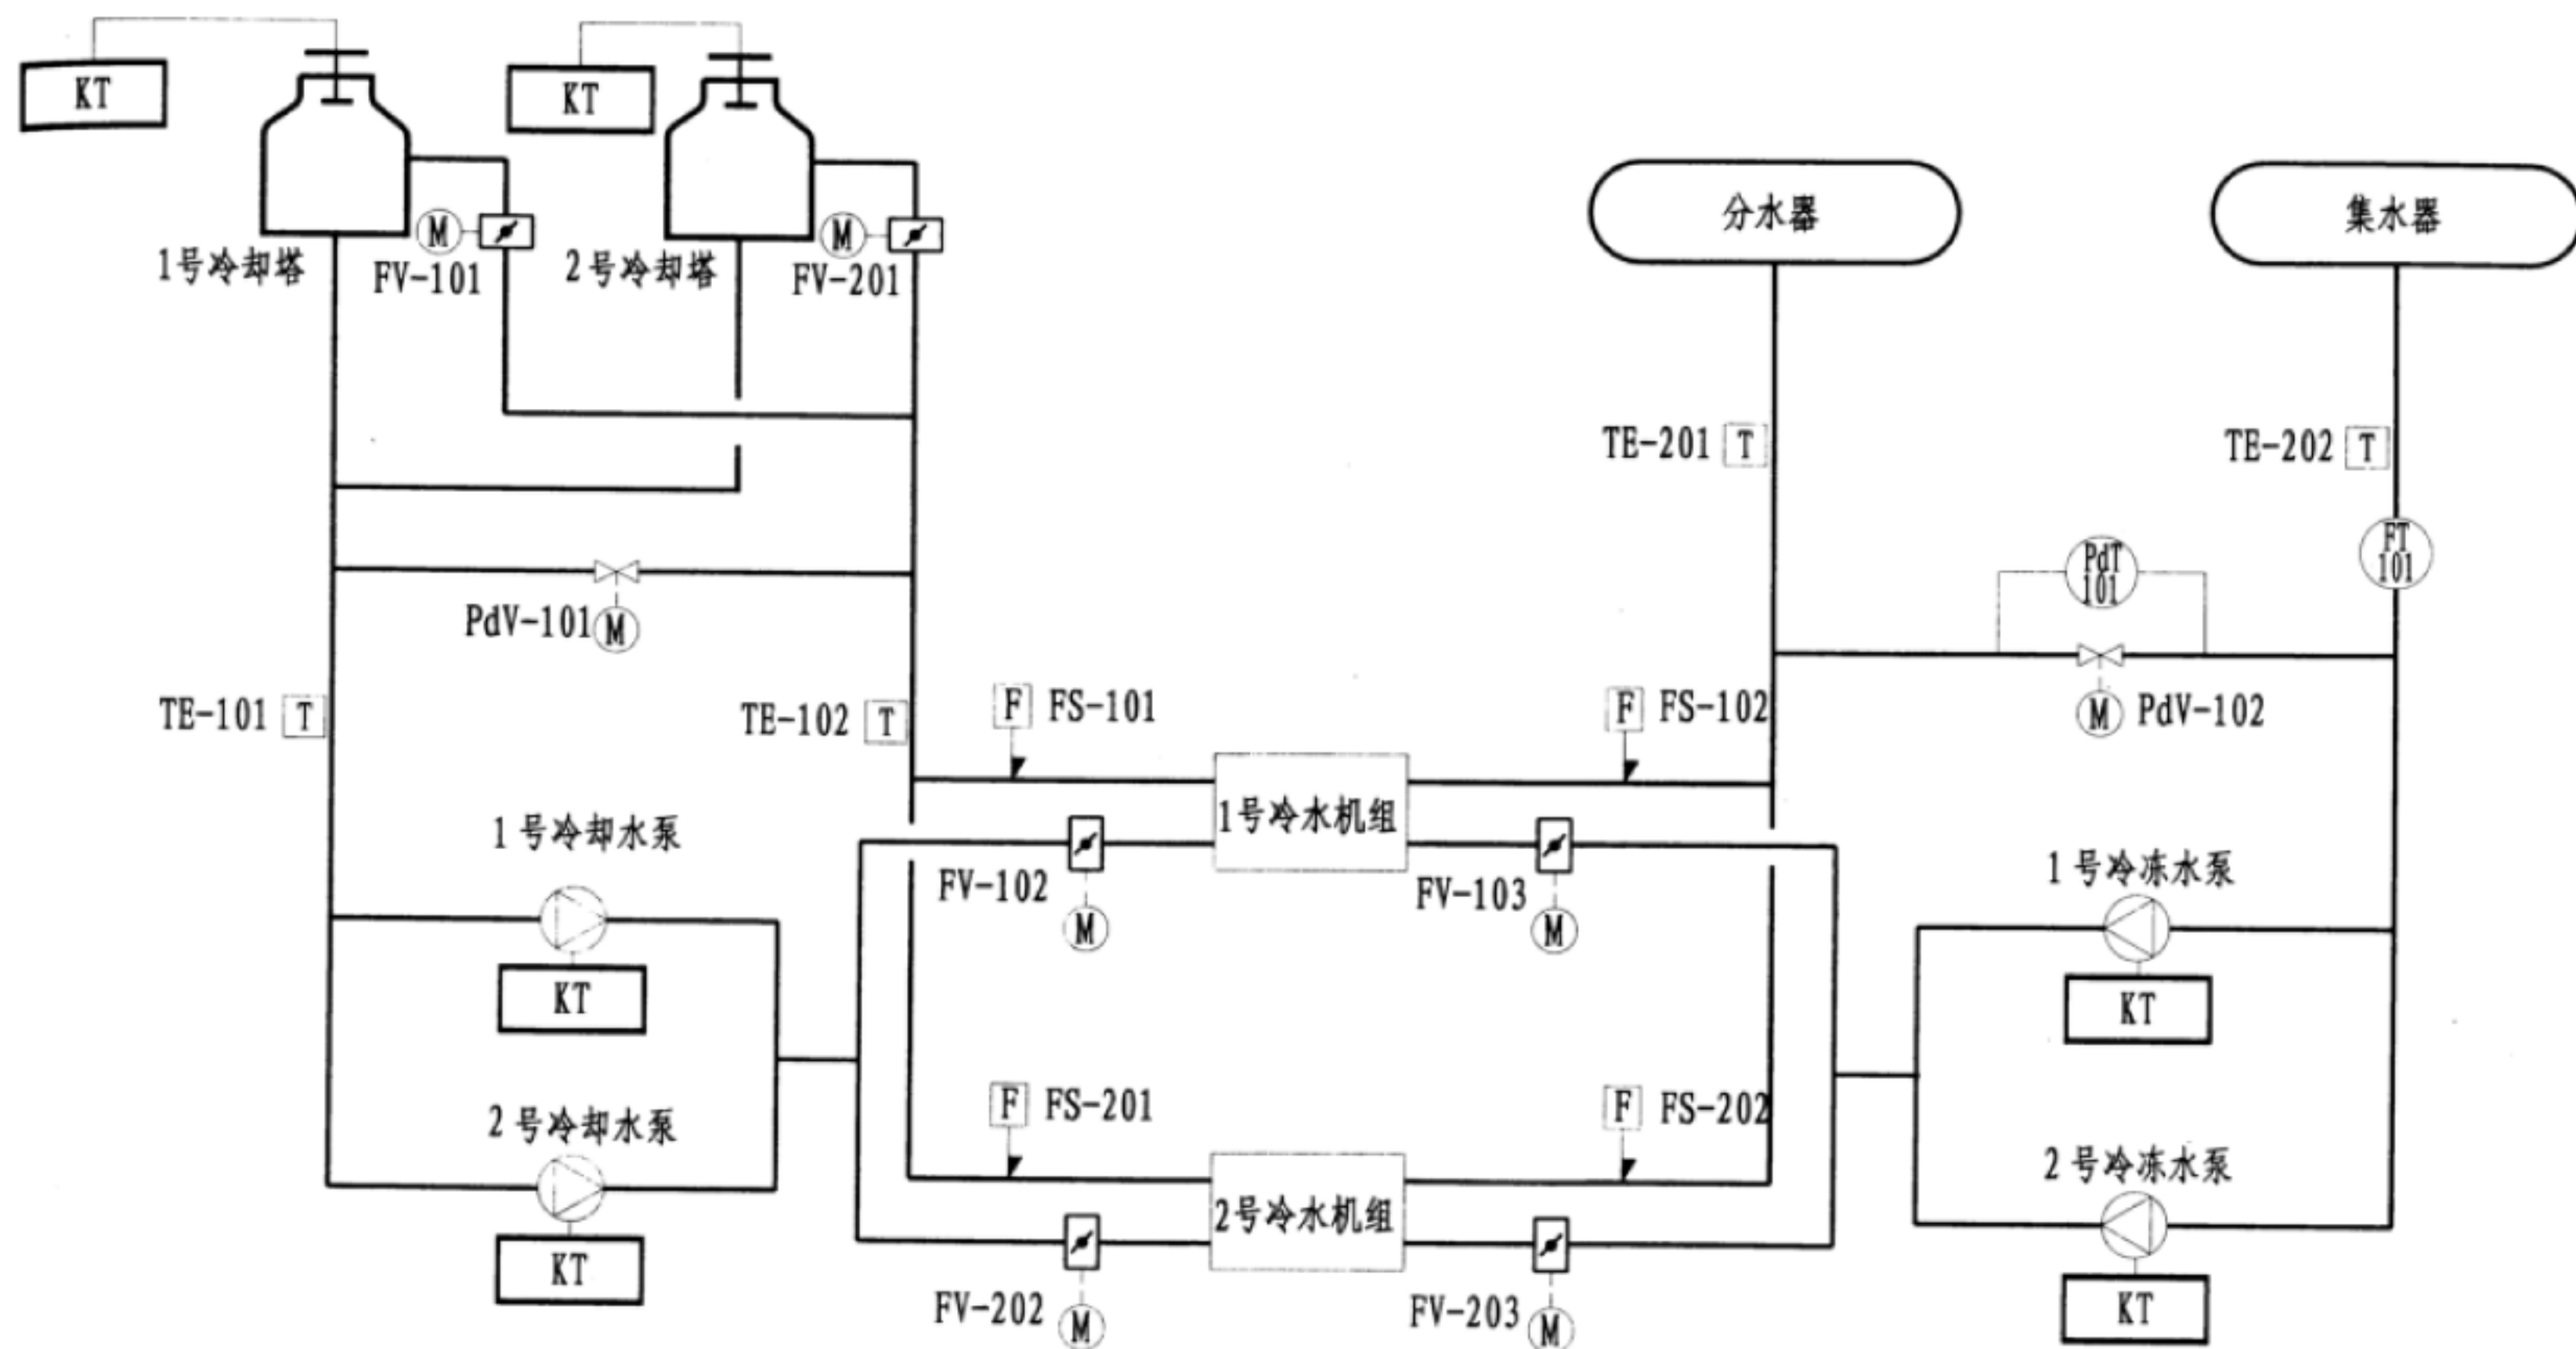 KT
KT
分水器
集水器
M
M
1号冷却塔
FV-101
2号冷却塔
FV-201
TE-201 T
TE-202 T
FT
101
PdT
101
PdV-101 M
M PdV-102
TE-101 T
TE-102 T
F FS-101
F FS-102
1号冷水机组
1号冷却水泵
FV-102
M
FV-103
M
1号冷冻水泵
KT
KT
F FS-201
F FS-202
2号冷却水泵
2号冷冻水泵
2号冷水机组
KT
FV-202
M
FV-203
M
KT